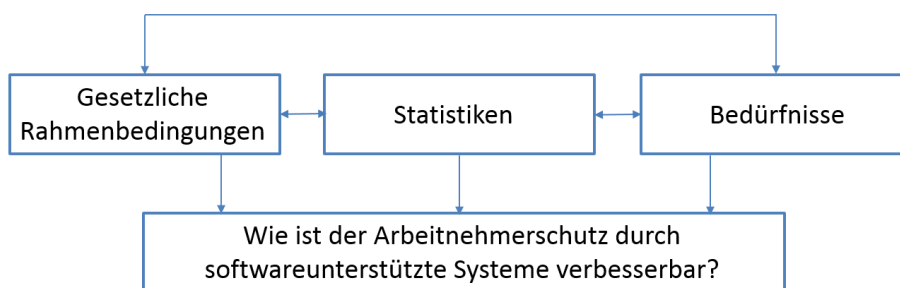 Gesetzliche
Rahmenbedingungen
Statistiken
Bedürfnisse
Wie ist der Arbeitnehmerschutz durch
softwareunterstützte Systeme verbesserbar?